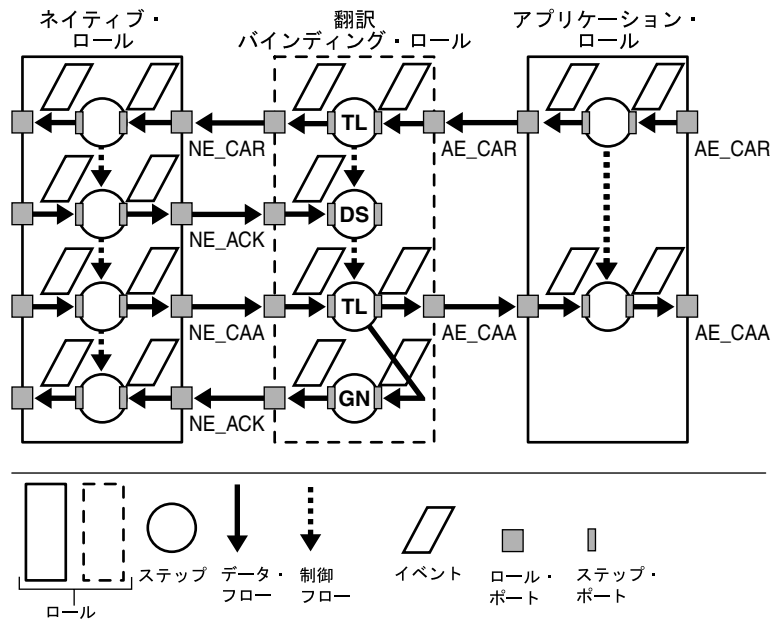 ネイティブ・
ロール
翻訳
バインディング・ロール
アプリケーション・
ロール
TL
NE_CAR
AE_CAR
AE_CAR
DS
NE_ACK
TL
NE_CAA
AE_CAA
AE_CAA
GN
NE_ACK
ロール
ステップ
データ・
フロー
制御
フロー
イベント
ロール・
ポート
ステップ・
ポート